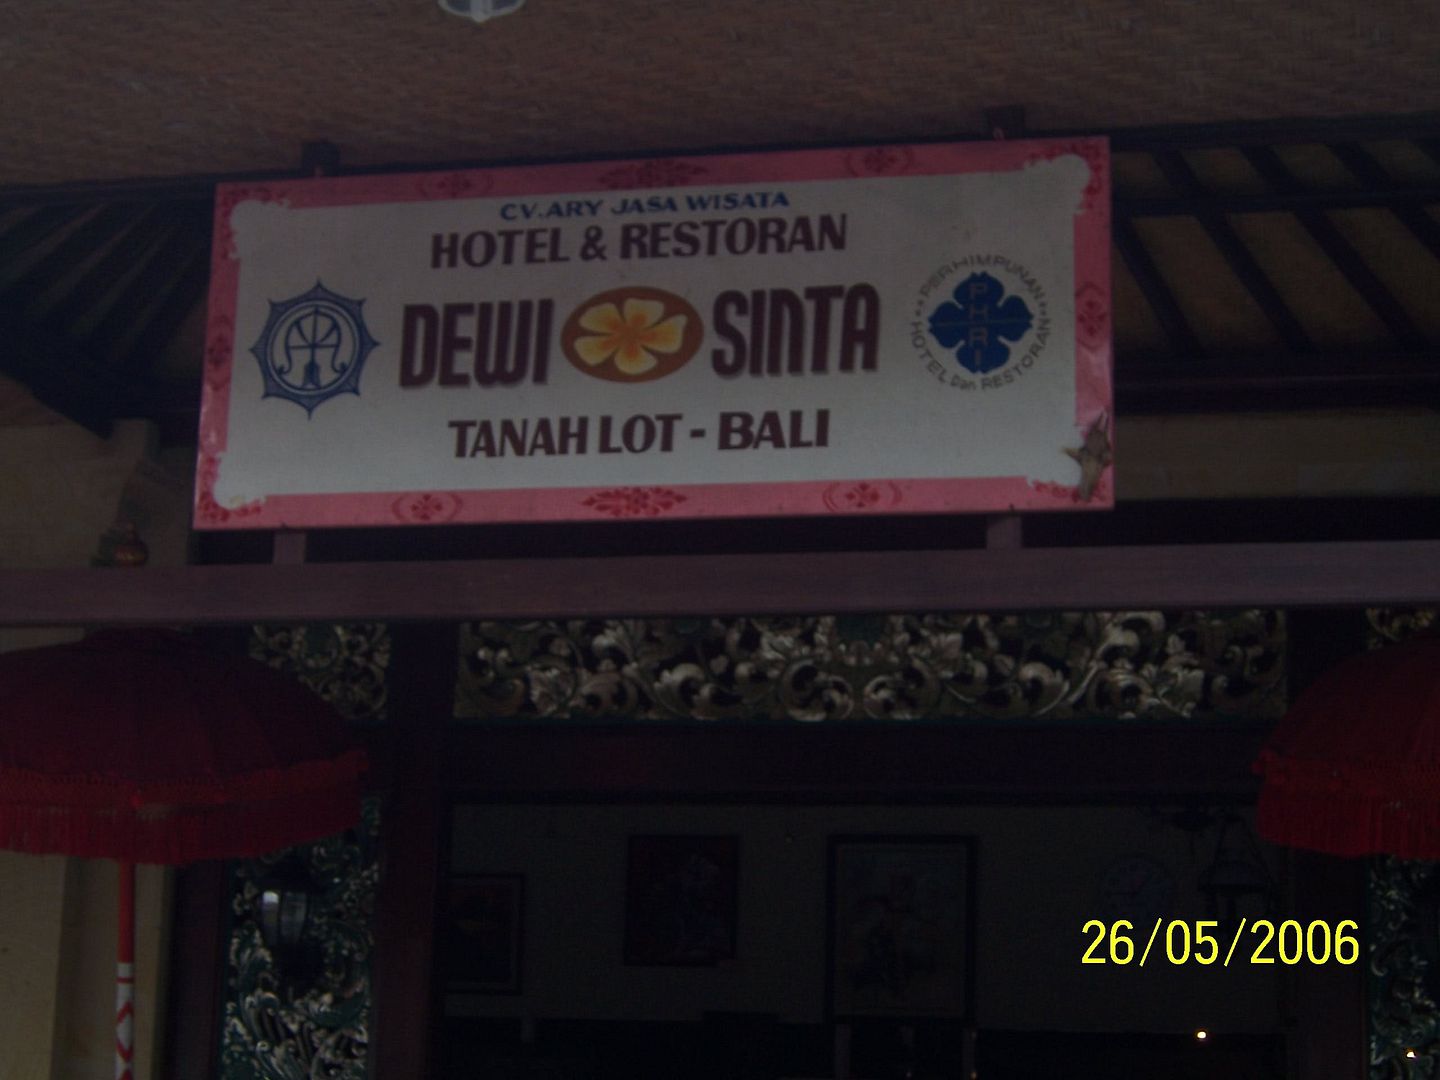 CV.ARY JASA WISATA
HOTEL & RESTORAN
DEWI SINTA
TANAH LOT - BALI
PERHIMPUNAN
HOTEL Dan RESTORAN
PHRI
26/05/2006